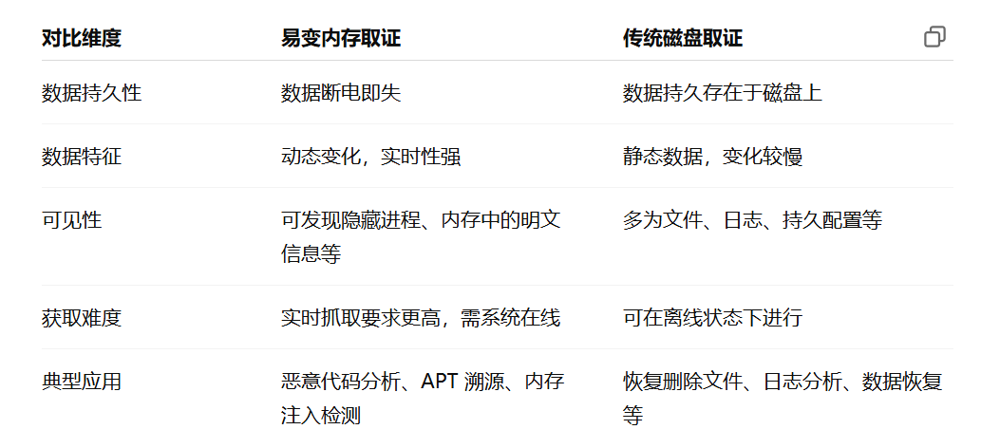 对比维度 易变内存取证 传统磁盘取证
数据持久性 数据断电即失 数据持久存在于磁盘上
数据特征 动态变化，实时性强 静态数据，变化较慢
可见性 可发现隐藏进程、内存中的明文 多为文件、日志、持久配置等
信息等
获取难度 实时抓取要求更高，需系统在线 可在离线状态下进行
典型应用 恶意代码分析、APT 溯源、内存 恢复删除文件、日志分析、数据恢复
注入检测 等